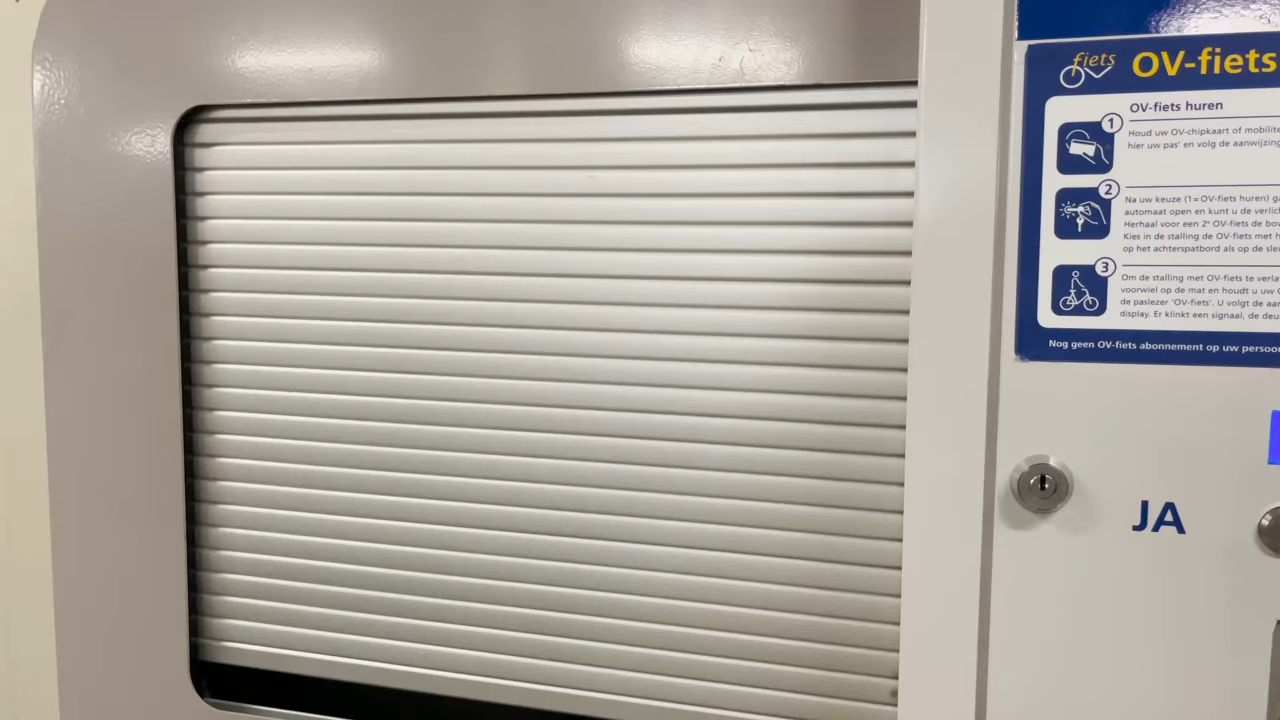 fiets
OV-fiets
OV-fiets huren
1
Houd uw OV-chipkaart of
hier uw pas' en volg de
2
Na uw keuze (1= OV-fiets huren)
automaat open en kunt u de
Herhaal voor een 2e OV-fiets de
Kies in de stalling de OV-fiets met
op het achterspatbord als op de
3
Om de stalling met OV-fiets te
voorwiel op de mat en houdt u uw
de paslezer 'OV-fiets'. U volgt de
display. Er klinkt een signaal, de
Nog geen OV-fiets abonnement op uw
JA